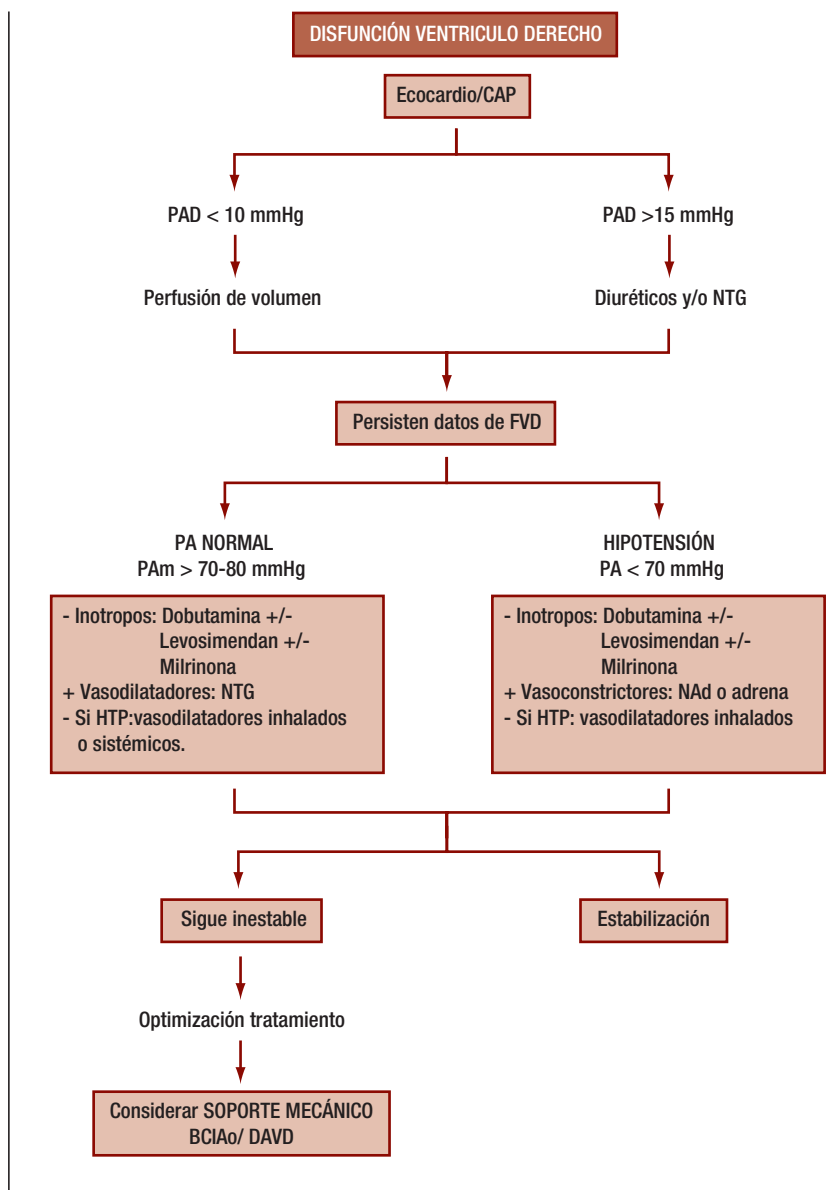 DISFUNCIÓN VENTRICULO DERECHO
Ecocardio/CAP
PAD < 10 mmHg
PAD >15 mmHg
Perfusión de volumen
Diuréticos y/o NTG
Persisten datos de FVD
PA NORMAL
PAm > 70-80 mmHg
HIPOTENSIÓN
PA < 70 mmHg
- Inotropos: Dobutamina +/-
Levosimendan +/-
Milrinona
+ Vasodilatadores: NTG
- Si HTP:vasodilatadores inhalados
o sistémicos.
- Inotropos: Dobutamina +/-
Levosimendan +/-
Milrinona
+ Vasoconstrictores: NAd o adrena
- Si HTP: vasodilatadores inhalados
Sigue inestable
Estabilización
Optimización tratamiento
Considerar SOPORTE MECÁNICO
BCIAo/ DAVD